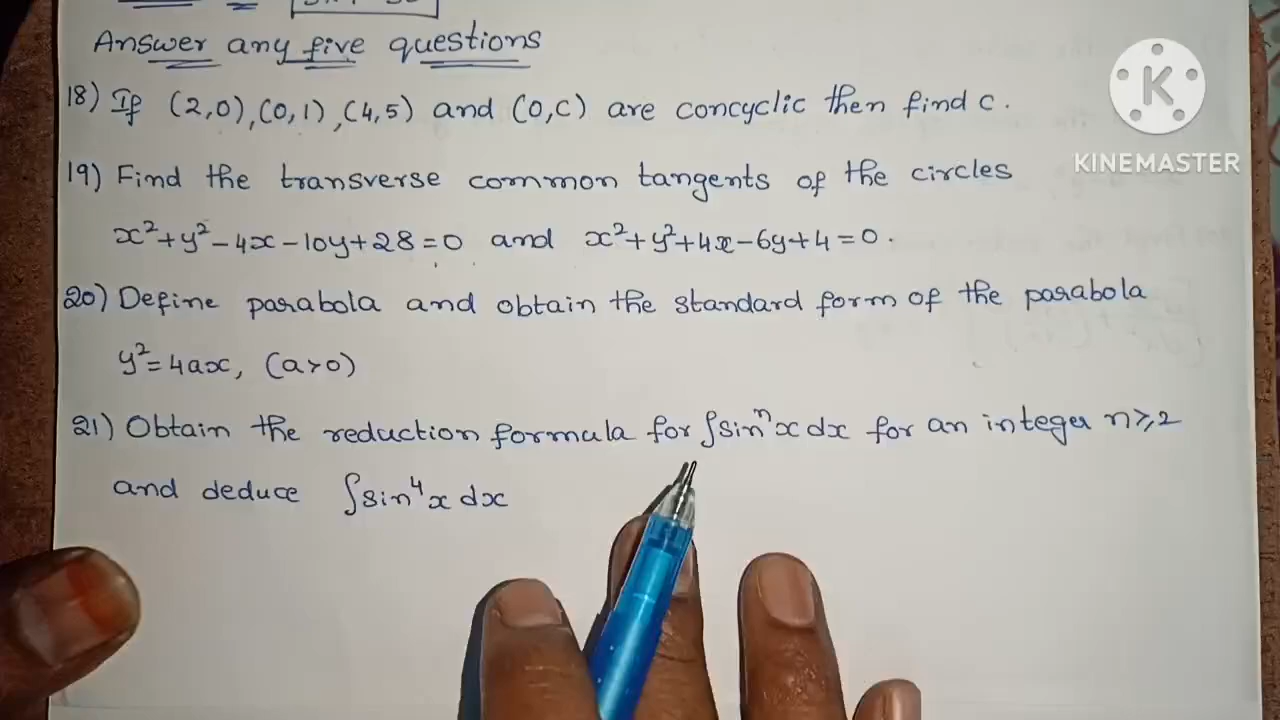 Answer any five questions
18) If (2,0),(0,1),(4,5) and (0,c) are concyclic then find c.
K
KINEMASTER
19) Find the transverse common tangents of the circles
x²+y²-4x-10y+28=0 and x²+y²+4x-6y+4=0.
20) Define parabola and obtain the standard form of the parabola
y²=4ax, (a>0)
21) Obtain the reduction formula for ∫sinⁿx dx for an integer n≥2
and deduce ∫sin⁴x dx